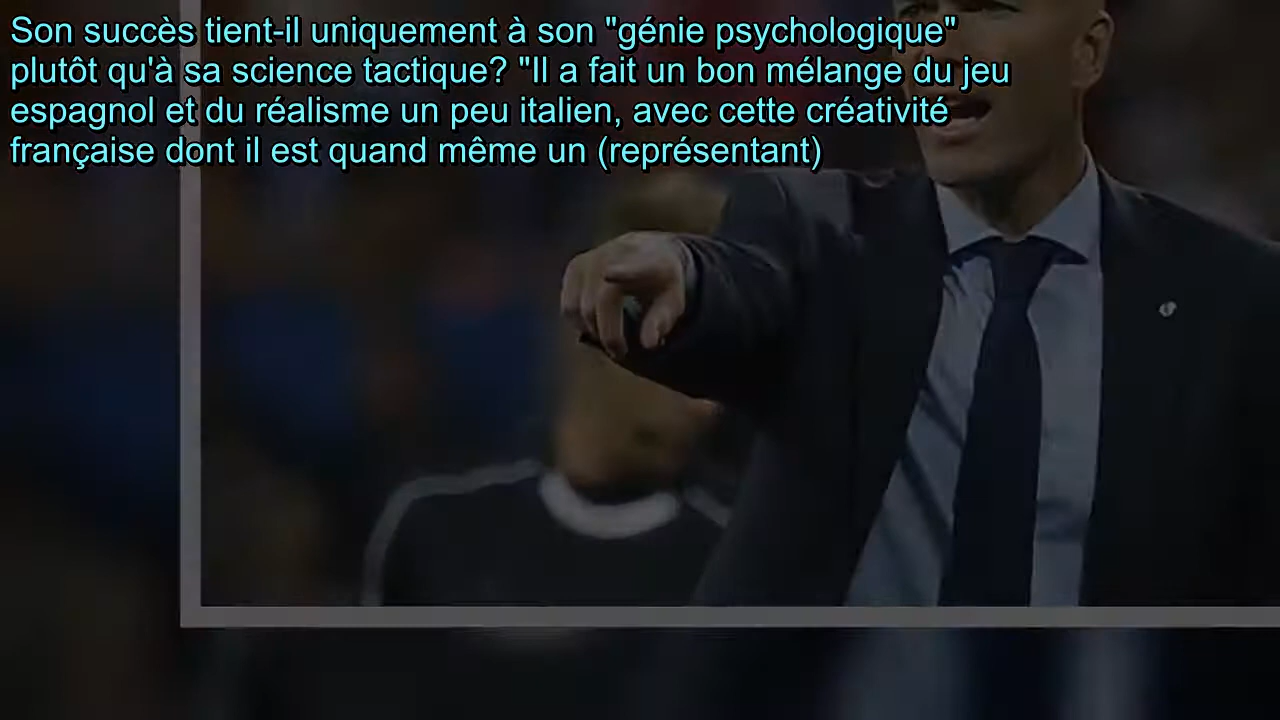 Son succès tient-il uniquement à son "génie psychologique"
plutôt qu'à sa science tactique? "Il a fait un bon mélange du jeu
espagnol et du réalisme un peu italien, avec cette créativité
française dont il est quand même un (représentant)